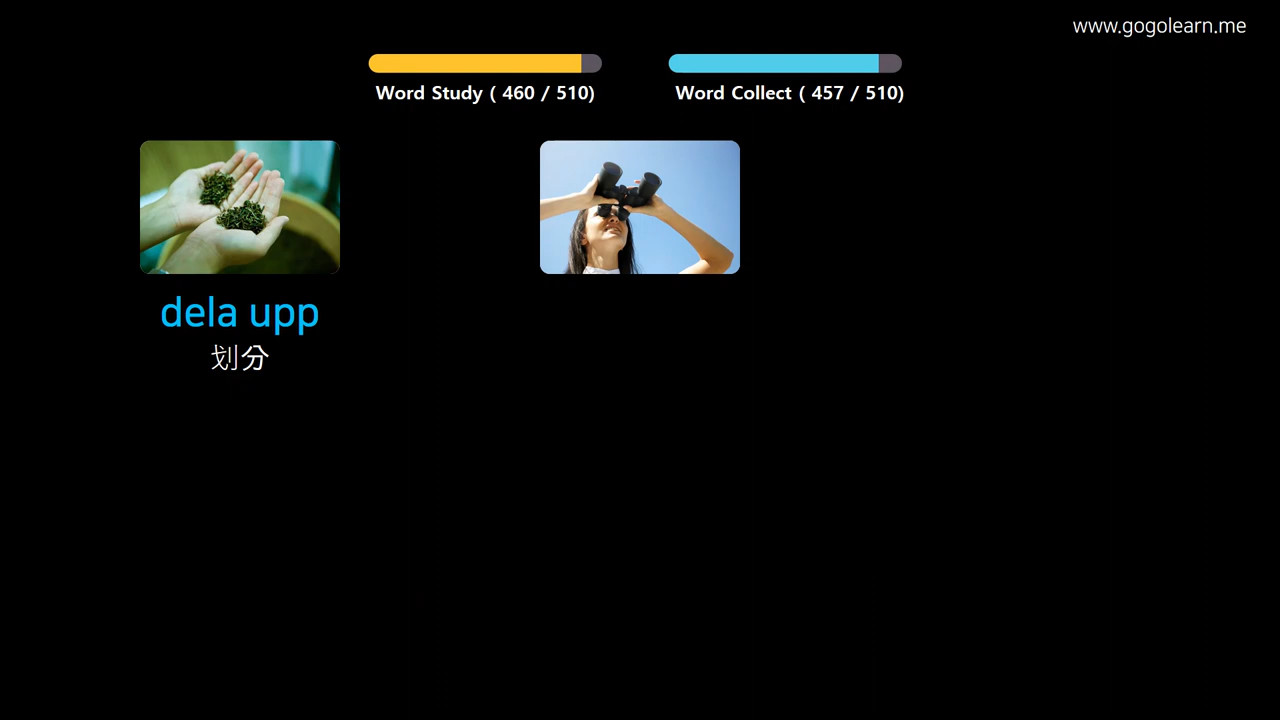 www.gogolearn.me
Word Study ( 460 / 510)
Word Collect ( 457 / 510)
dela upp
划分